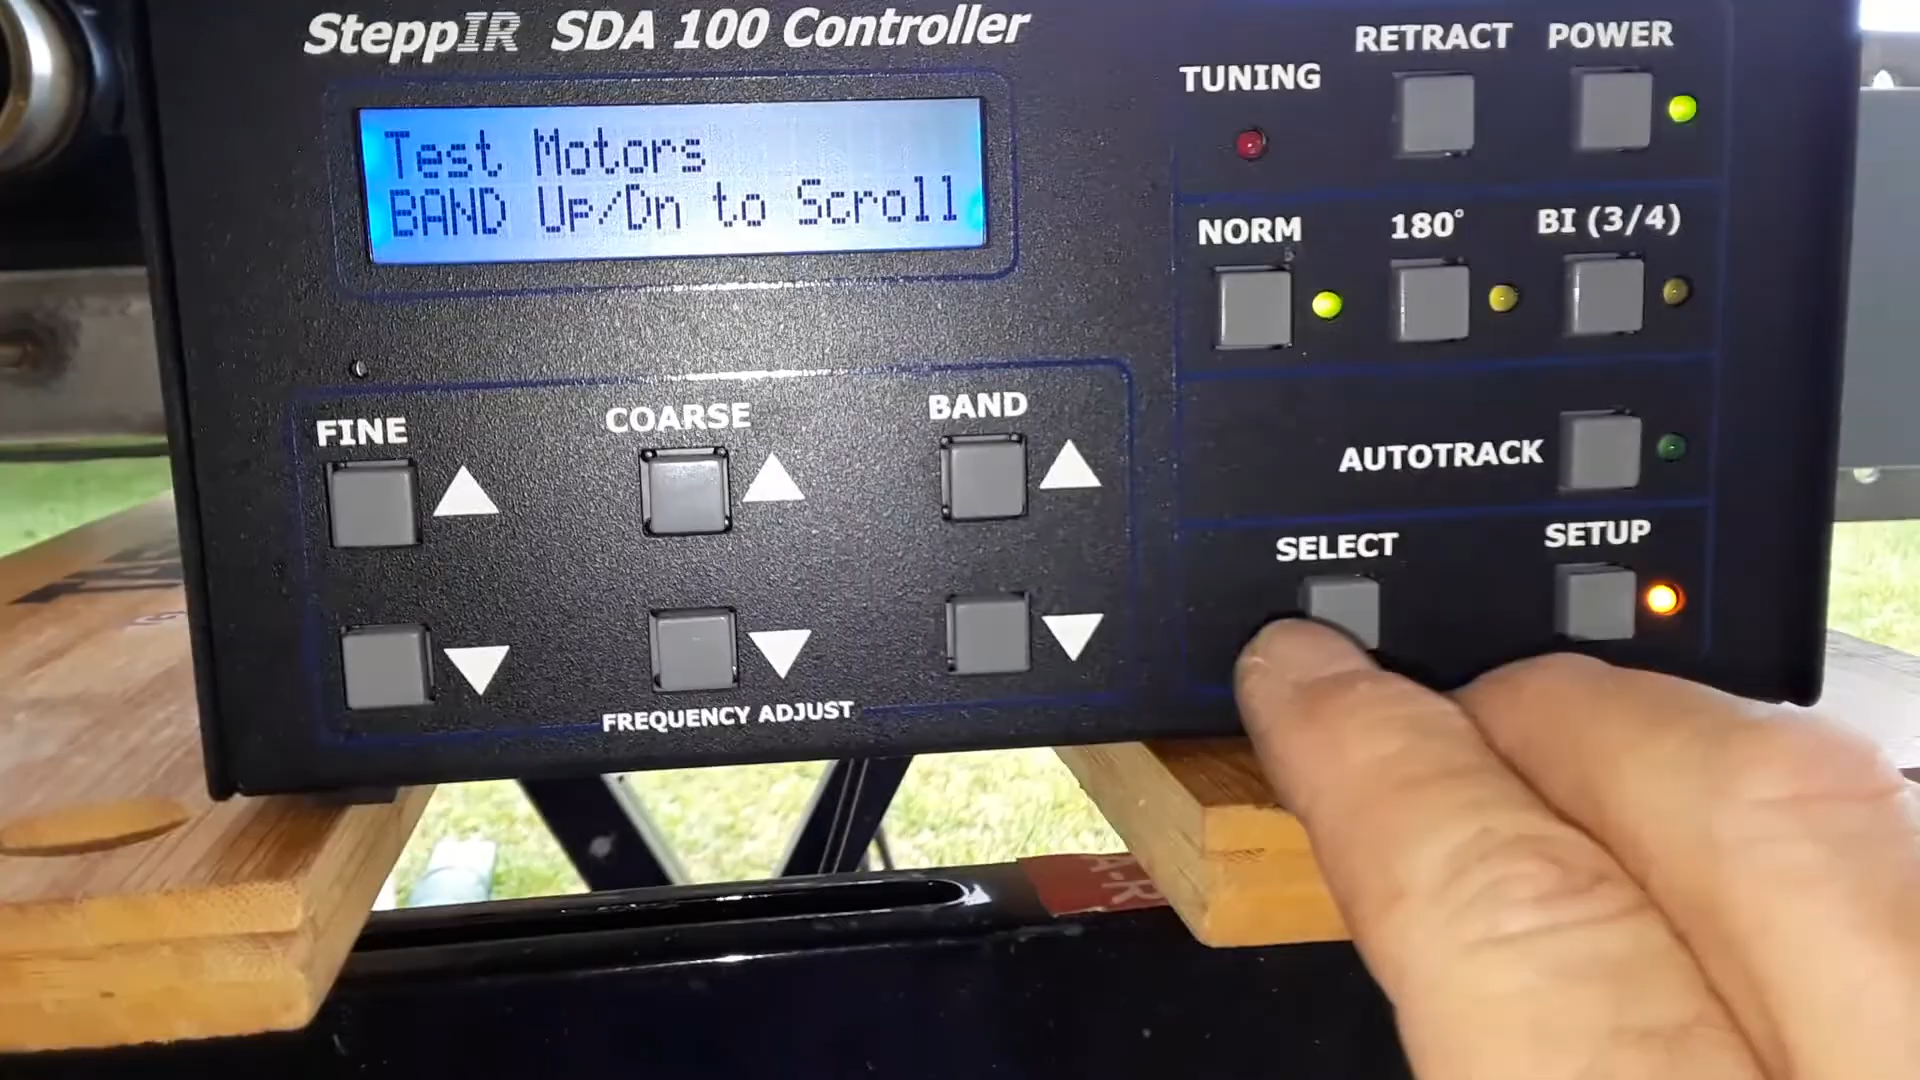 SteppIR SDA 100 Controller
Test Motors
BAND Up/Dn to Scroll
TUNING
RETRACT
POWER
NORM
180°
BI (3/4)
FINE
COARSE
BAND
AUTOTRACK
SELECT
SETUP
FREQUENCY ADJUST
A-R